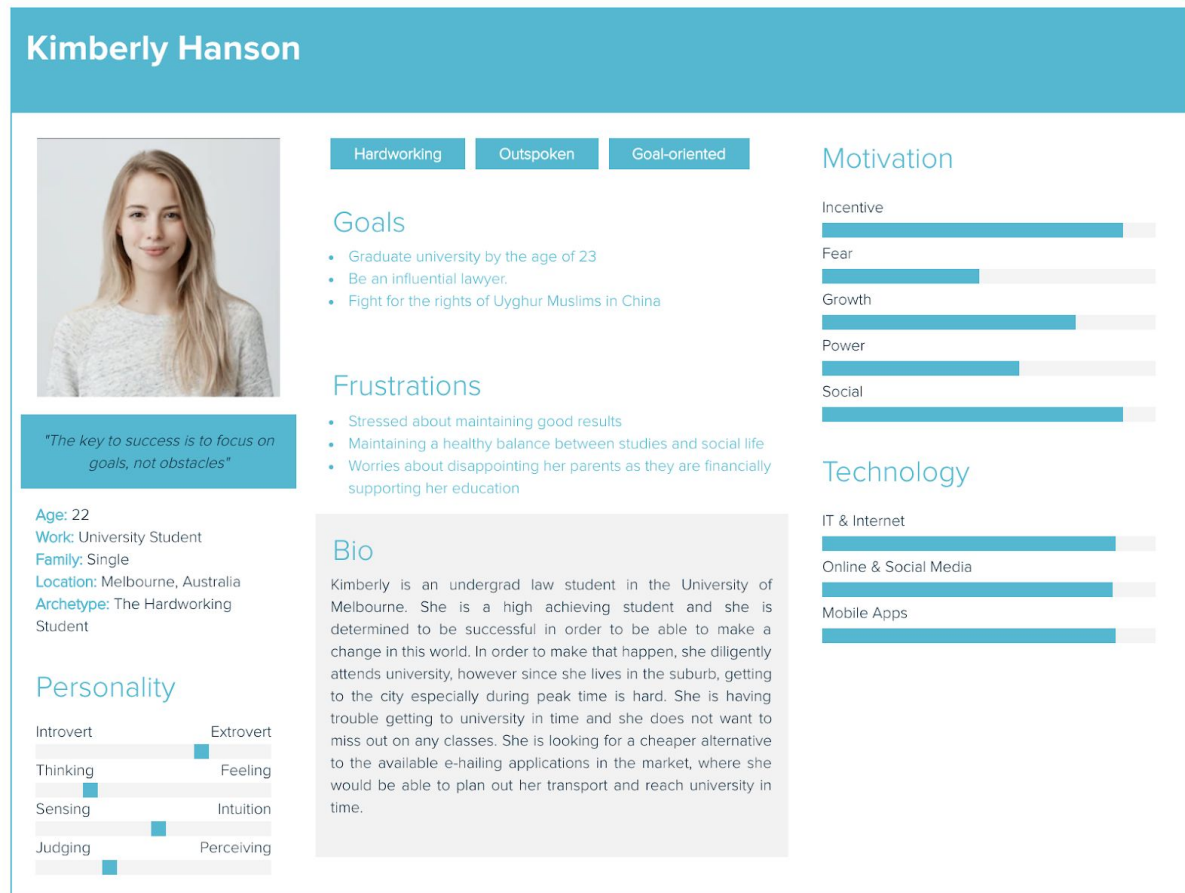 Kimberly Hanson
"The key to success is to focus on
goals, not obstacles"
Age: 22
Work: University Student
Family: Single
Location: Melbourne, Australia
Archetype: The Hardworking
Student
Personality
Introvert Extrovert
Thinking Feeling
Sensing Intuition
Judging Perceiving
Hardworking Outspoken Goal-oriented
Goals
• Graduate university by the age of 23
• Be an influential lawyer.
• Fight for the rights of Uyghur Muslims in China
Frustrations
• Stressed about maintaining good results
• Maintaining a healthy balance between studies and social life
• Worries about disappointing her parents as they are financially
supporting her education
Bio
Kimberly is an undergrad law student in the University of
Melbourne. She is a high achieving student and she is
determined to be successful in order to be able to make a
change in this world. In order to make that happen, she diligently
attends university, however since she lives in the suburb, getting
to the city especially during peak time is hard. She is having
trouble getting to university in time and she does not want to
miss out on any classes. She is looking for a cheaper alternative
to the available e-hailing applications in the market, where she
would be able to plan out her transport and reach university in
time.
Motivation
Incentive
Fear
Growth
Power
Social
Technology
IT & Internet
Online & Social Media
Mobile Apps